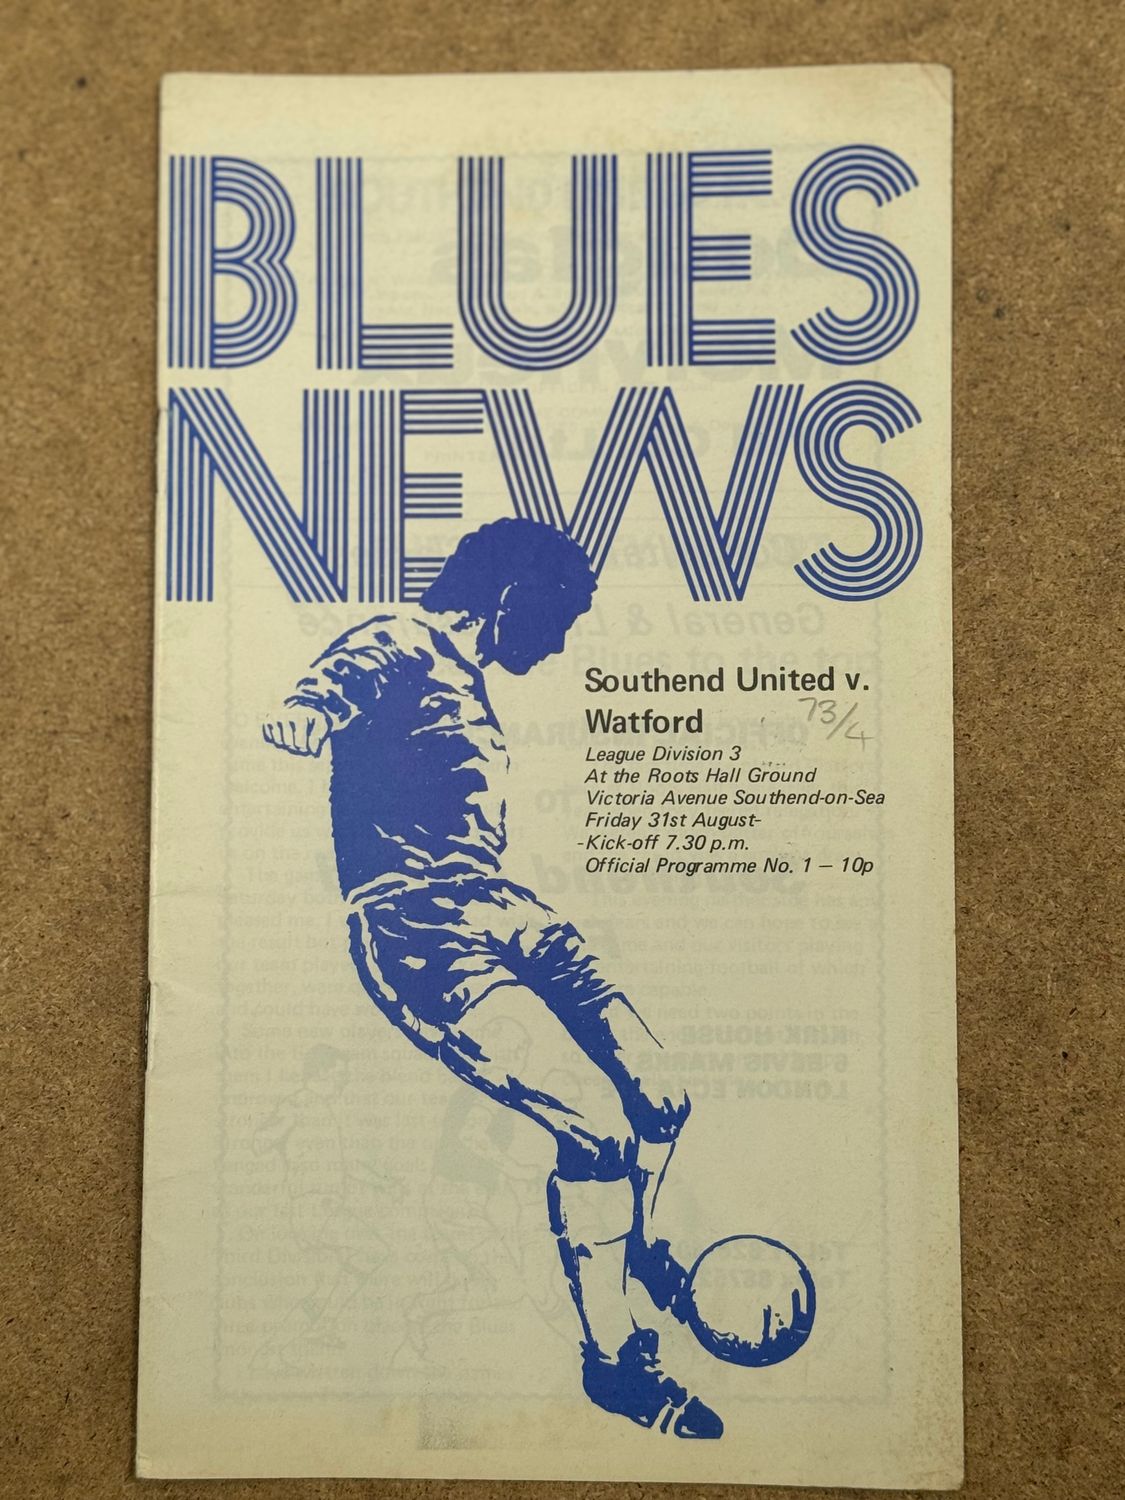 BLUES
NEWS
Southend United v.
Watford
73/4
League Division 3
At the Roots Hall Ground
Victoria Avenue Southend-on-Sea
Friday 31st August-
-Kick-off 7.30 p.m.
Official Programme No. 1 – 10p